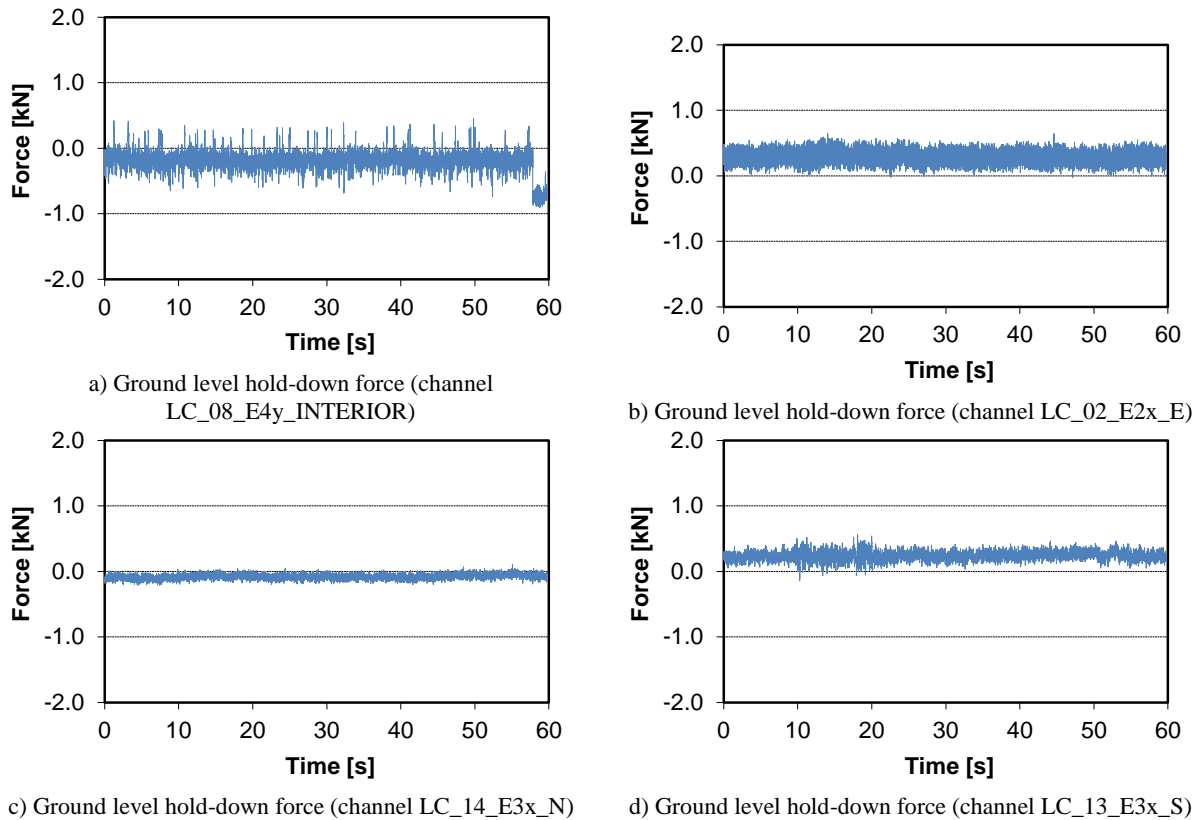 2.0
1.0
0.0
-1.0
-2.0
Force [kN]
0 10 20 30 40 50 60
Time [s]
a) Ground level hold-down force (channel
LC_08_E4y_INTERIOR)
2.0
1.0
0.0
-1.0
-2.0
Force [kN]
0 10 20 30 40 50 60
Time [s]
b) Ground level hold-down force (channel LC_02_E2x_E)
2.0
1.0
0.0
-1.0
-2.0
Force [kN]
0 10 20 30 40 50 60
Time [s]
c) Ground level hold-down force (channel LC_14_E3x_N)
2.0
1.0
0.0
-1.0
-2.0
Force [kN]
0 10 20 30 40 50 60
Time [s]
d) Ground level hold-down force (channel LC_13_E3x_S)